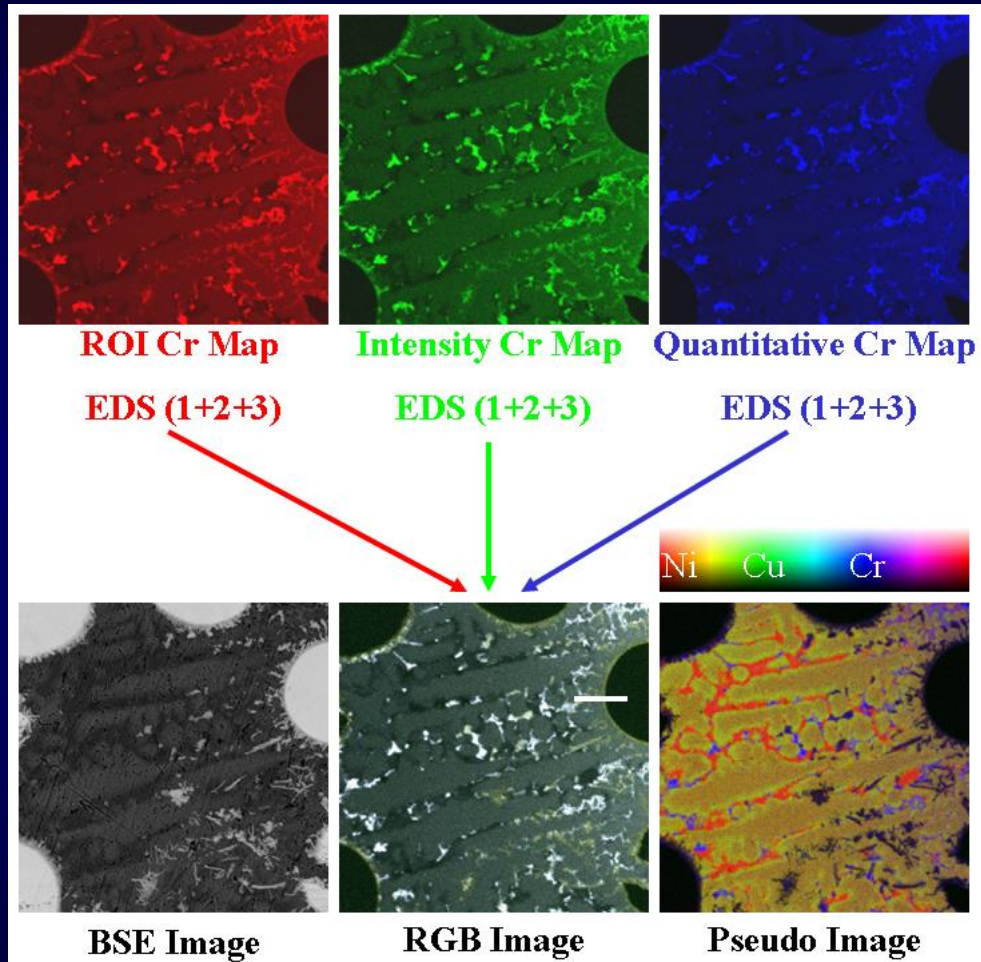 ROI Cr Map
Intensity Cr Map
Quantitative Cr Map
EDS (1+2+3)
EDS (1+2+3)
EDS (1+2+3)
Ni Cu Cr
BSE Image
RGB Image
Pseudo Image